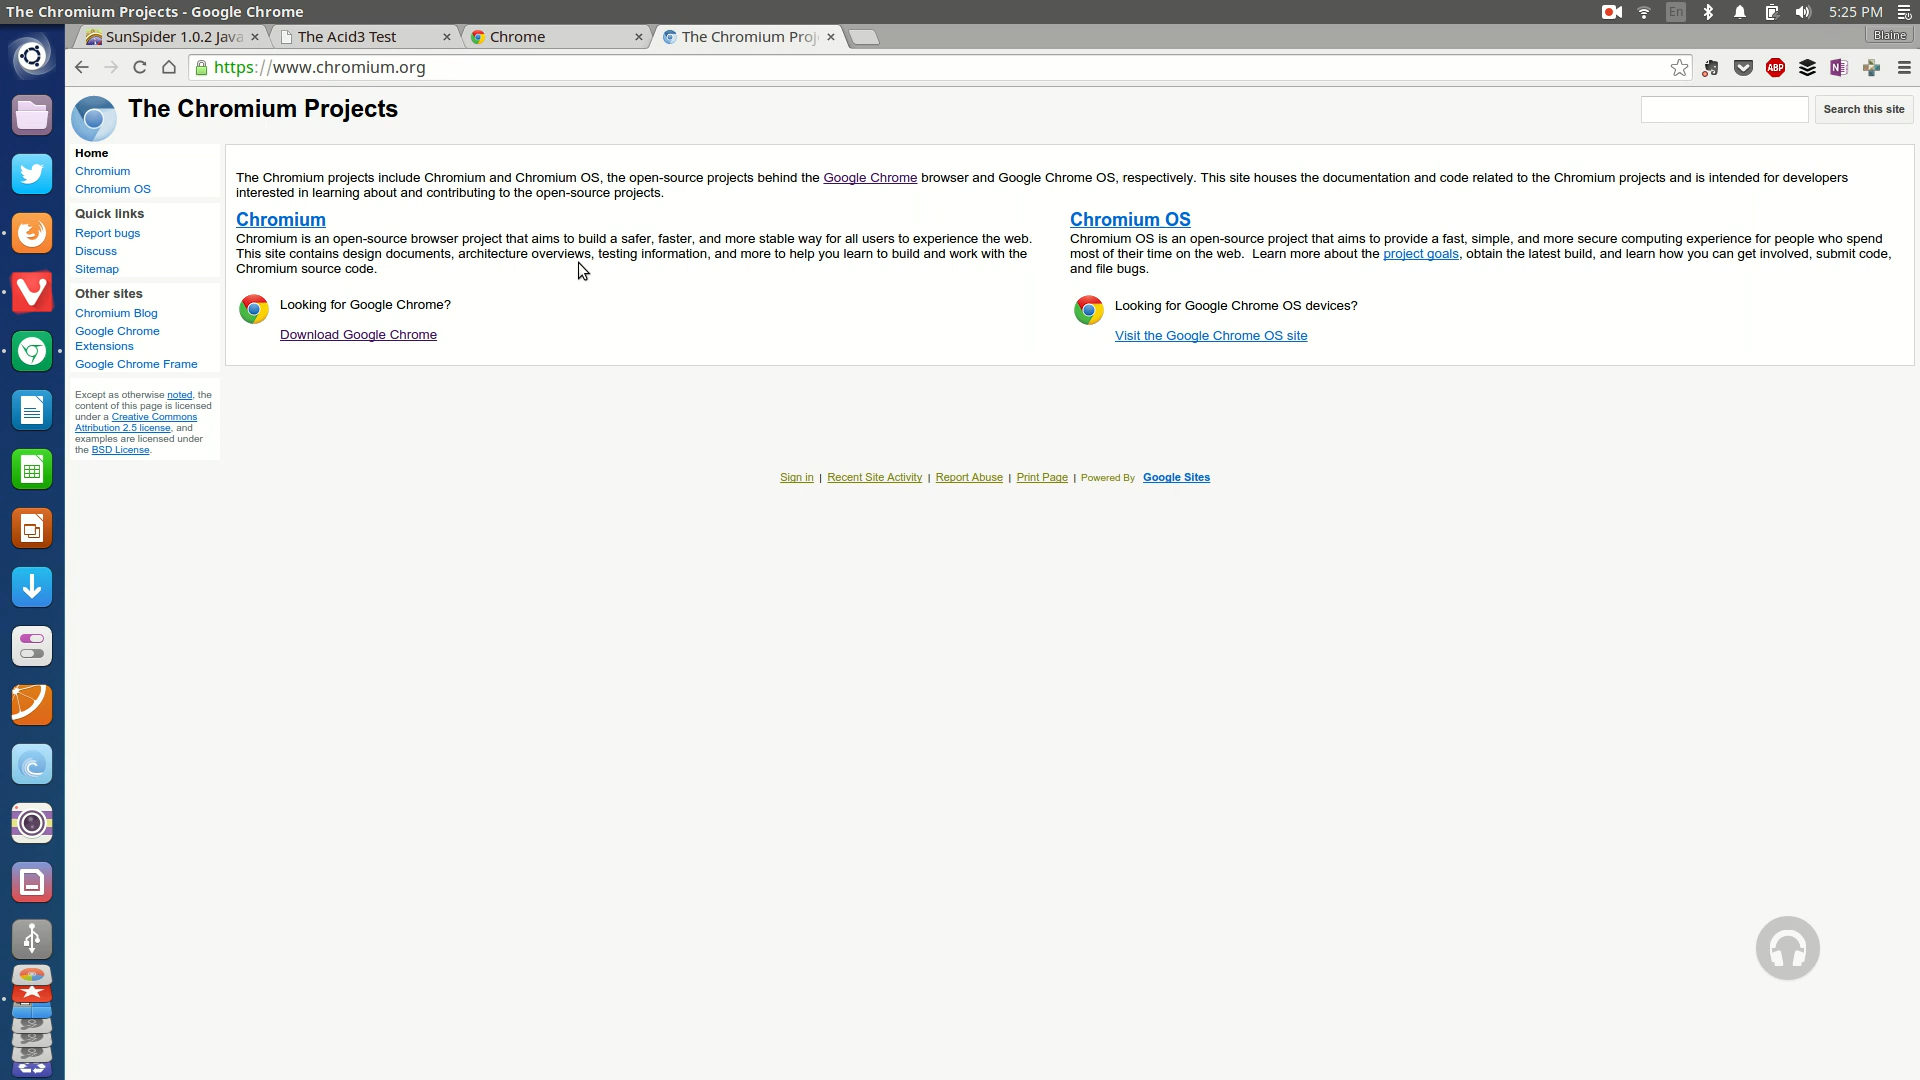 The Chromium Projects - Google Chrome
En
5:25 PM
SunSpider 1.0.2 Java
The Acid3 Test
Chrome
The Chromium Proj
Blaine
https://www.chromium.org
ABP
N
The Chromium Projects
Search this site
Home
Chromium
Chromium OS
Quick links
Report bugs
Discuss
Sitemap
Other sites
Chromium Blog
Google Chrome
Extensions
Google Chrome Frame
Except as otherwise noted, the
content of this page is licensed
under a Creative Commons
Attribution 2.5 license, and
examples are licensed under
the BSD License.
The Chromium projects include Chromium and Chromium OS, the open-source projects behind the Google Chrome browser and Google Chrome OS, respectively. This site houses the documentation and code related to the Chromium projects and is intended for developers
interested in learning about and contributing to the open-source projects.
Chromium
Chromium is an open-source browser project that aims to build a safer, faster, and more stable way for all users to experience the web.
This site contains design documents, architecture overviews, testing information, and more to help you learn to build and work with the
Chromium source code.
Looking for Google Chrome?
Download Google Chrome
Chromium OS
Chromium OS is an open-source project that aims to provide a fast, simple, and more secure computing experience for people who spend
most of their time on the web. Learn more about the project goals, obtain the latest build, and learn how you can get involved, submit code,
and file bugs.
Looking for Google Chrome OS devices?
Visit the Google Chrome OS site
Sign in | Recent Site Activity | Report Abuse | Print Page | Powered By Google Sites